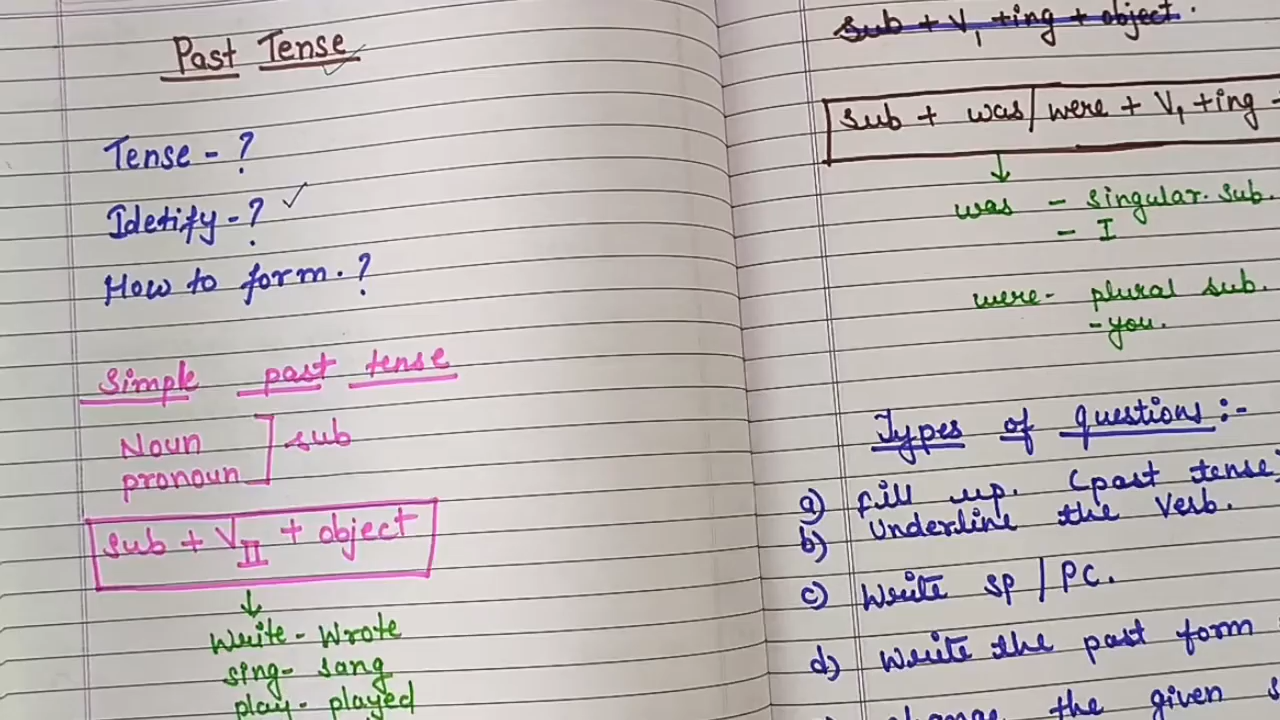 Past Tense
Tense - ?
Idetify - ?
How to form. ?
Simple past tense
Noun
pronoun
sub
sub + VII + object
Write - Wrote
sing - sang
play - played
sub + V1 +ing + object.
sub + was/were + V1 +ing +
was - singular sub.
- I
were - plural sub.
- you.
Types of questions :-
a) fill up. (past tense)
b) Underline the Verb.
c) Write SP / PC.
d) Write the past form
change the given s